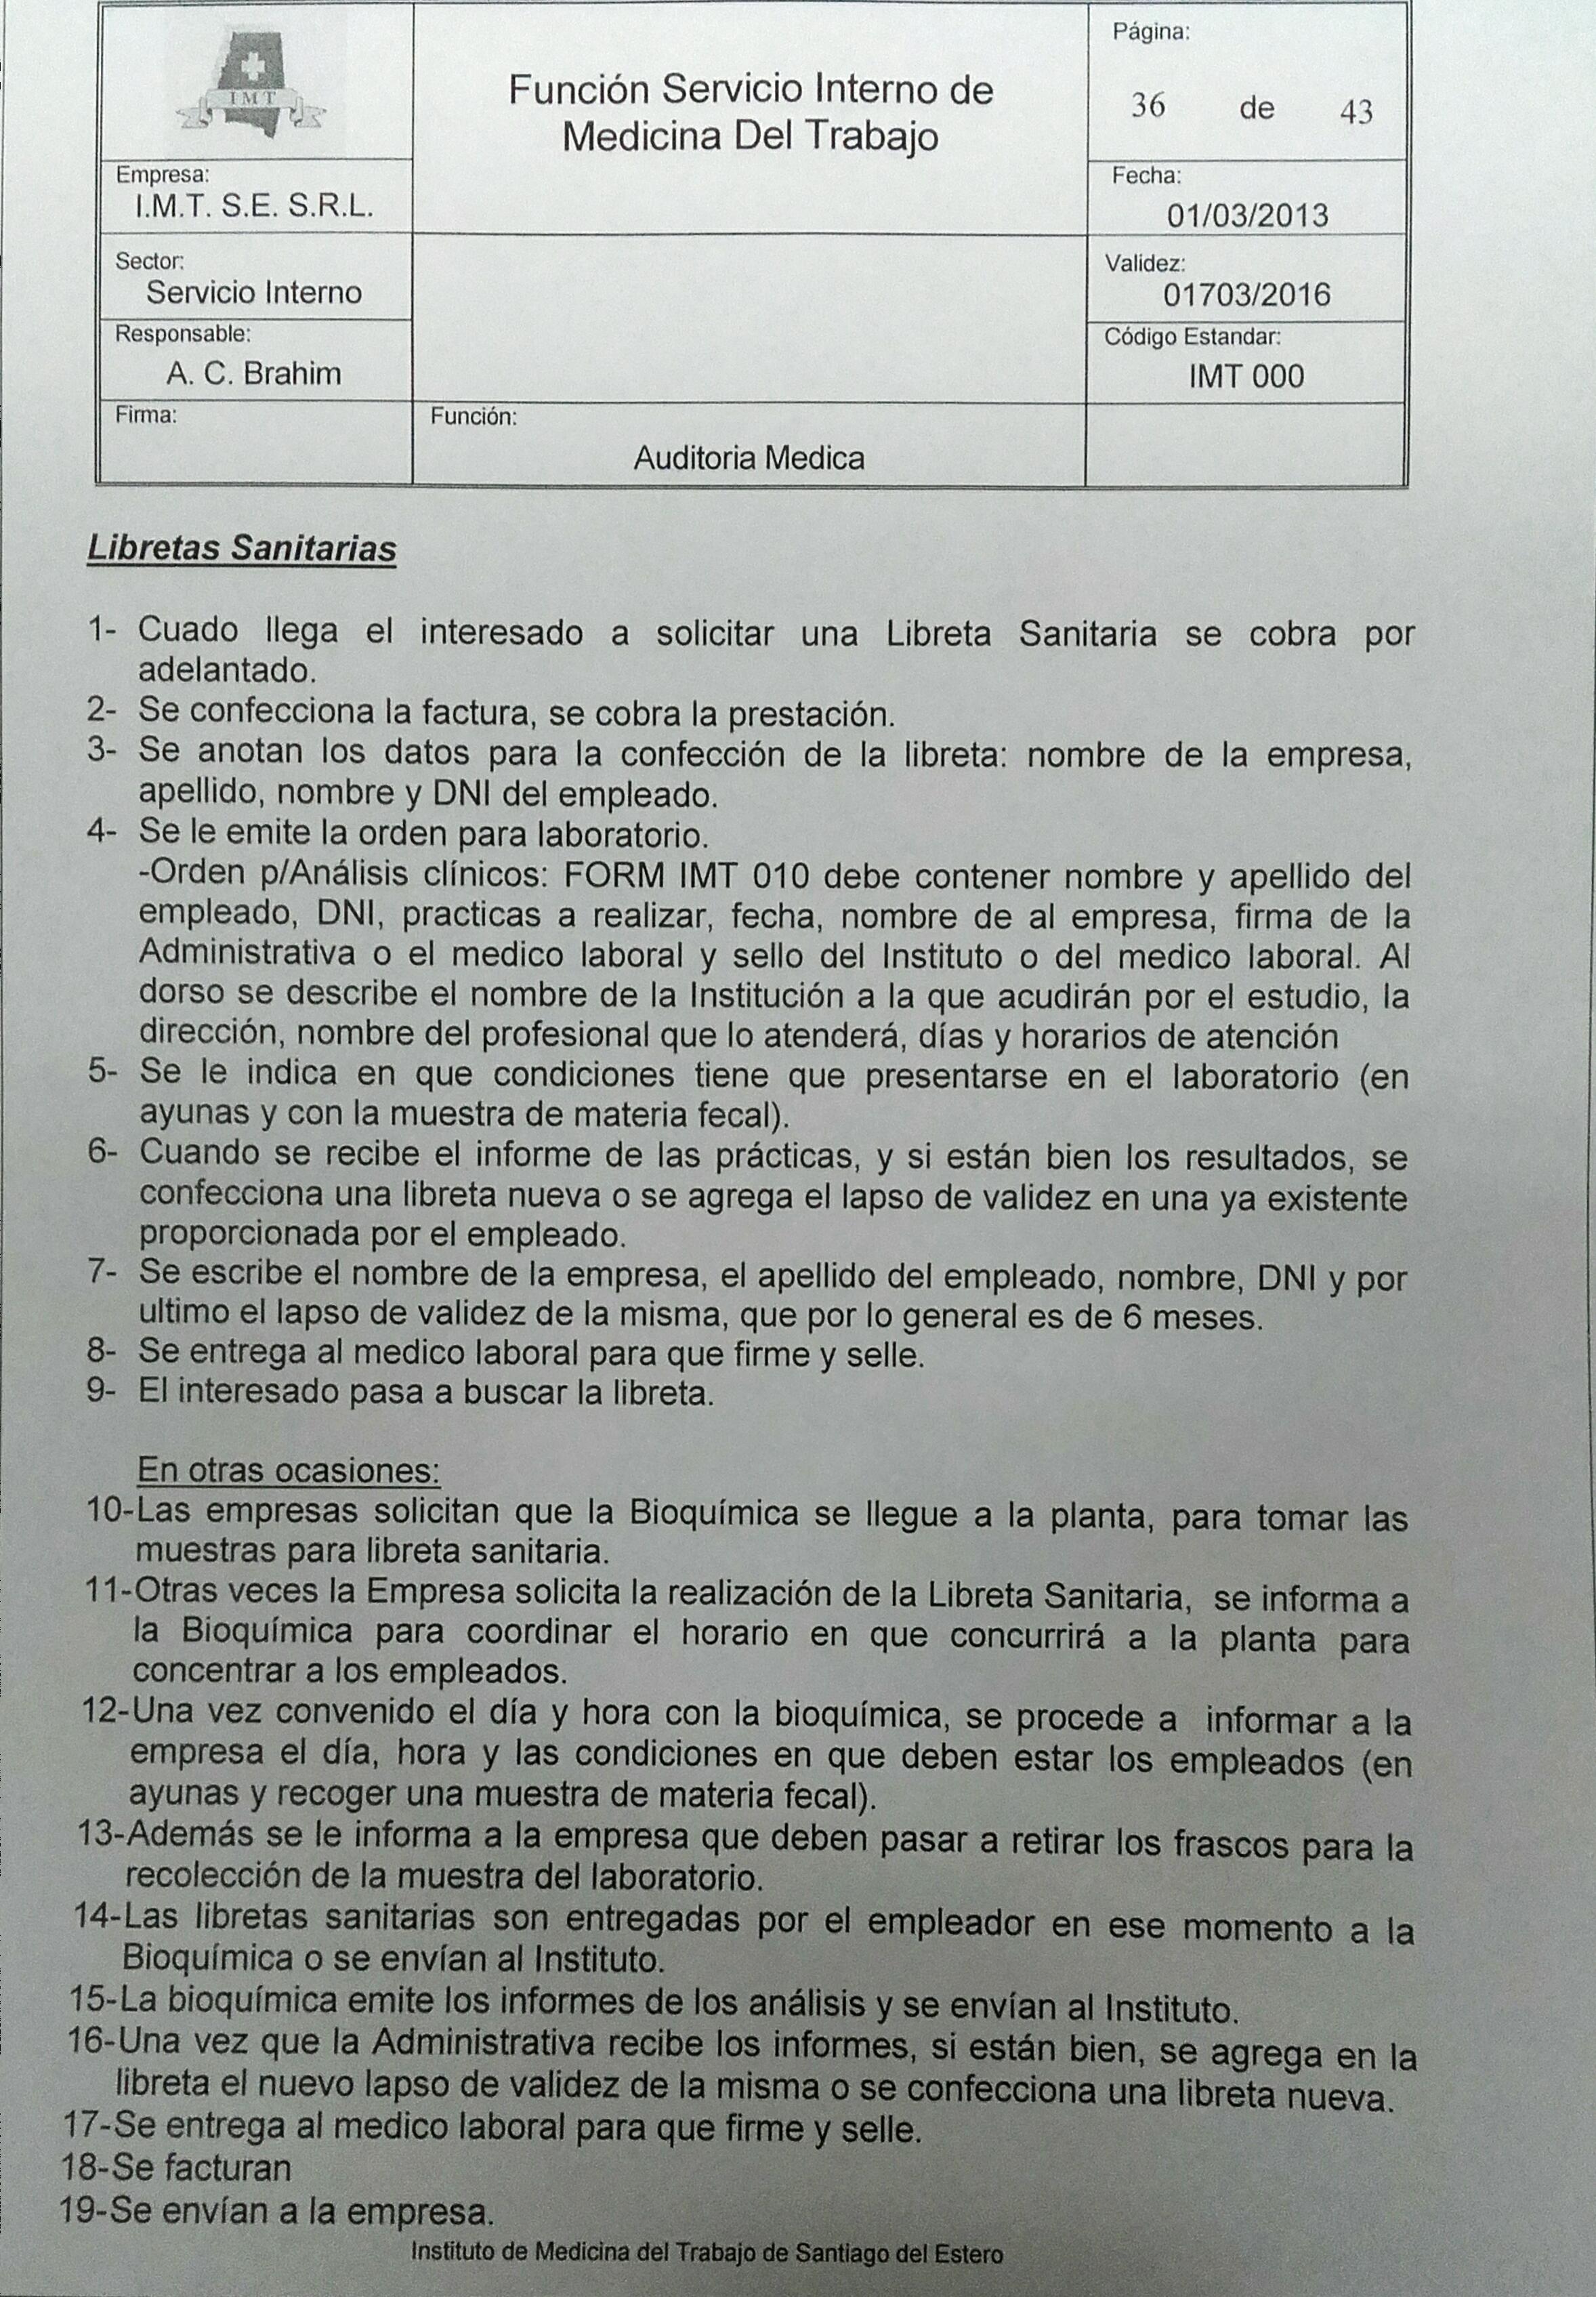 IMT
Función Servicio Interno de
Medicina Del Trabajo
Página:
36 de 43
Empresa:
I.M.T. S.E. S.R.L.
Fecha:
01/03/2013
Sector:
Servicio Interno
Validez:
01703/2016
Responsable:
A. C. Brahim
Código Estandar:
IMT 000
Firma:
Función:
Auditoria Medica
Libretas Sanitarias
1- Cuado llega el interesado a solicitar una Libreta Sanitaria se cobra por
adelantado.
2- Se confecciona la factura, se cobra la prestación.
3- Se anotan los datos para la confección de la libreta: nombre de la empresa,
apellido, nombre y DNI del empleado.
4- Se le emite la orden para laboratorio.
-Orden p/Análisis clínicos: FORM IMT 010 debe contener nombre y apellido del
empleado, DNI, practicas a realizar, fecha, nombre de al empresa, firma de la
Administrativa o el medico laboral y sello del Instituto o del medico laboral. Al
dorso se describe el nombre de la Institución a la que acudirán por el estudio, la
dirección, nombre del profesional que lo atenderá, días y horarios de atención
5- Se le indica en que condiciones tiene que presentarse en el laboratorio (en
ayunas y con la muestra de materia fecal).
6- Cuando se recibe el informe de las prácticas, y si están bien los resultados, se
confecciona una libreta nueva o se agrega el lapso de validez en una ya existente
proporcionada por el empleado.
7- Se escribe el nombre de la empresa, el apellido del empleado, nombre, DNI y por
ultimo el lapso de validez de la misma, que por lo general es de 6 meses.
8- Se entrega al medico laboral para que firme y selle.
9- El interesado pasa a buscar la libreta.
En otras ocasiones:
10-Las empresas solicitan que la Bioquímica se llegue a la planta, para tomar las
muestras para libreta sanitaria.
11-Otras veces la Empresa solicita la realización de la Libreta Sanitaria, se informa a
la Bioquímica para coordinar el horario en que concurrirá a la planta para
concentrar a los empleados.
12-Una vez convenido el día y hora con la bioquímica, se procede a informar a la
empresa el día, hora y las condiciones en que deben estar los empleados (en
ayunas y recoger una muestra de materia fecal).
13-Además se le informa a la empresa que deben pasar a retirar los frascos para la
recolección de la muestra del laboratorio.
14-Las libretas sanitarias son entregadas por el empleador en ese momento a la
Bioquímica o se envían al Instituto.
15-La bioquímica emite los informes de los análisis y se envían al Instituto.
16-Una vez que la Administrativa recibe los informes, si están bien, se agrega en la
libreta el nuevo lapso de validez de la misma o se confecciona una libreta nueva.
17-Se entrega al medico laboral para que firme y selle.
18-Se facturan
19-Se envían a la empresa.
Instituto de Medicina del Trabajo de Santiago del Estero